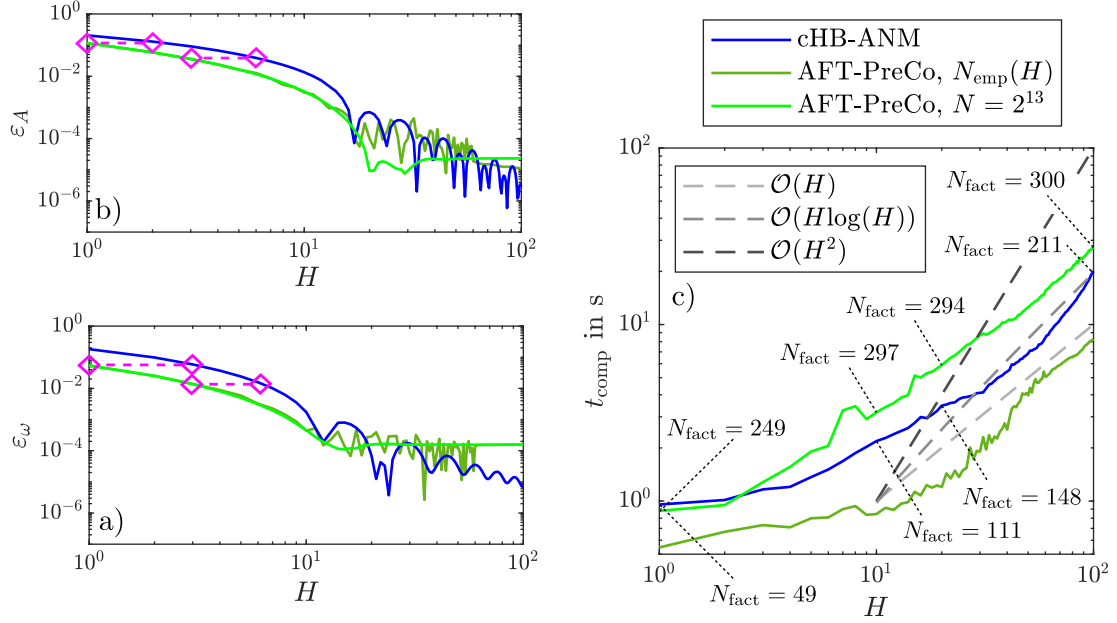 10^0
10^-2
10^-4
10^-6
ε_A
b)
10^0
10^1
10^2
H
10^0
10^-2
10^-4
10^-6
ε_ω
a)
10^0
10^1
10^2
H
cHB-ANM
AFT-PreCo, N_emp(H)
AFT-PreCo, N = 2^13
10^2
10^1
10^0
t_comp in s
O(H)
O(Hlog(H))
O(H^2)
c)
N_fact = 300
N_fact = 211
N_fact = 294
N_fact = 297
N_fact = 249
N_fact = 148
N_fact = 111
N_fact = 49
10^0
10^1
10^2
H